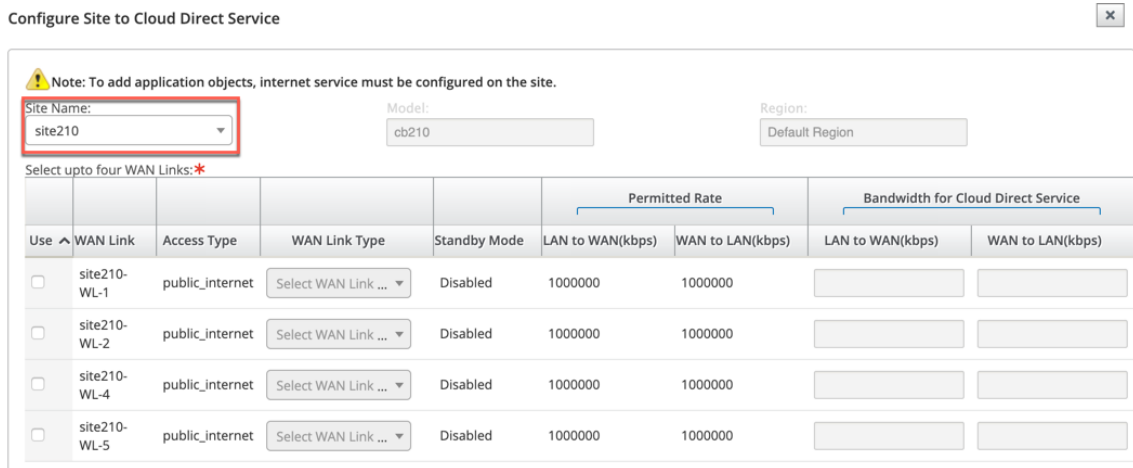 Configure Site to Cloud Direct Service
x
Note: To add application objects, internet service must be configured on the site.
Site Name: Model: Region:
site210 cb210 Default Region
Select upto four WAN Links:*
Permitted Rate Bandwidth for Cloud Direct Service
Use WAN Link Access Type WAN Link Type Standby Mode LAN to WAN(kbps) WAN to LAN(kbps) LAN to WAN(kbps) WAN to LAN(kbps)
site210-
WL-1 public_internet Select WAN Link ... Disabled 1000000 1000000
site210-
WL-2 public_internet Select WAN Link ... Disabled 1000000 1000000
site210-
WL-4 public_internet Select WAN Link ... Disabled 1000000 1000000
site210-
WL-5 public_internet Select WAN Link ... Disabled 1000000 1000000